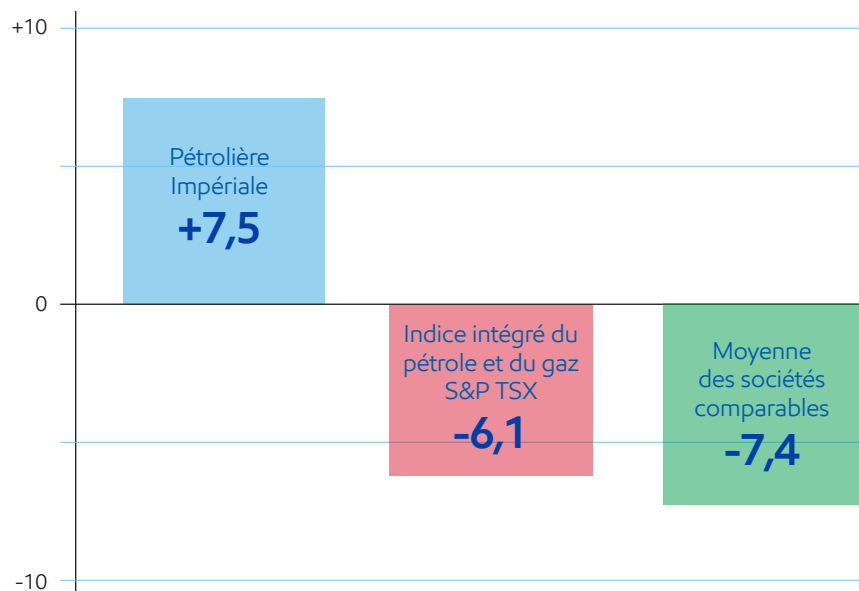 +10
Pétrolière
Impériale
+7,5
0
Indice intégré du
pétrole et du gaz
S&P TSX
-6,1
Moyenne
des sociétés
comparables
-7,4
-10